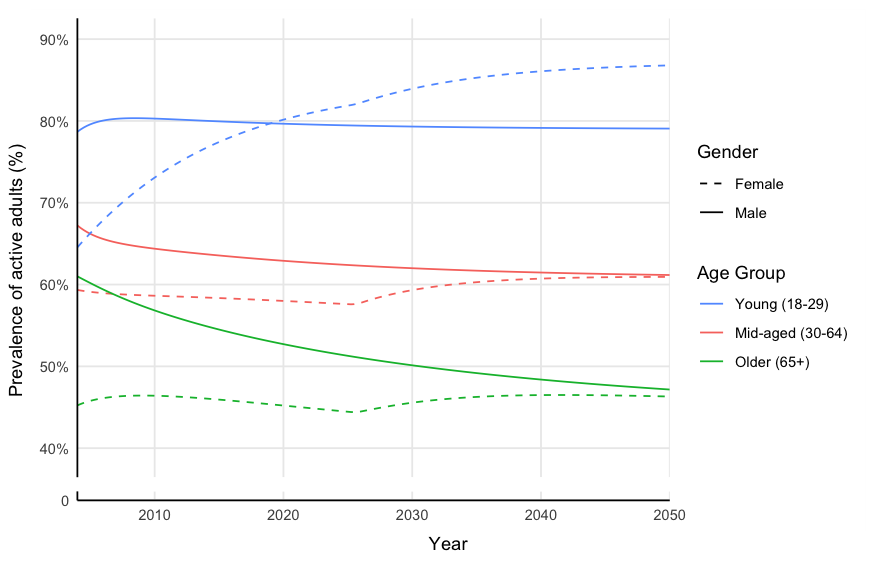 90%
80%
70%
60%
50%
40%
0
2010 2020 2030 2040 2050
Year
Prevalence of active adults (%)
Gender
Female
Male
Age Group
Young (18-29)
Mid-aged (30-64)
Older (65+)